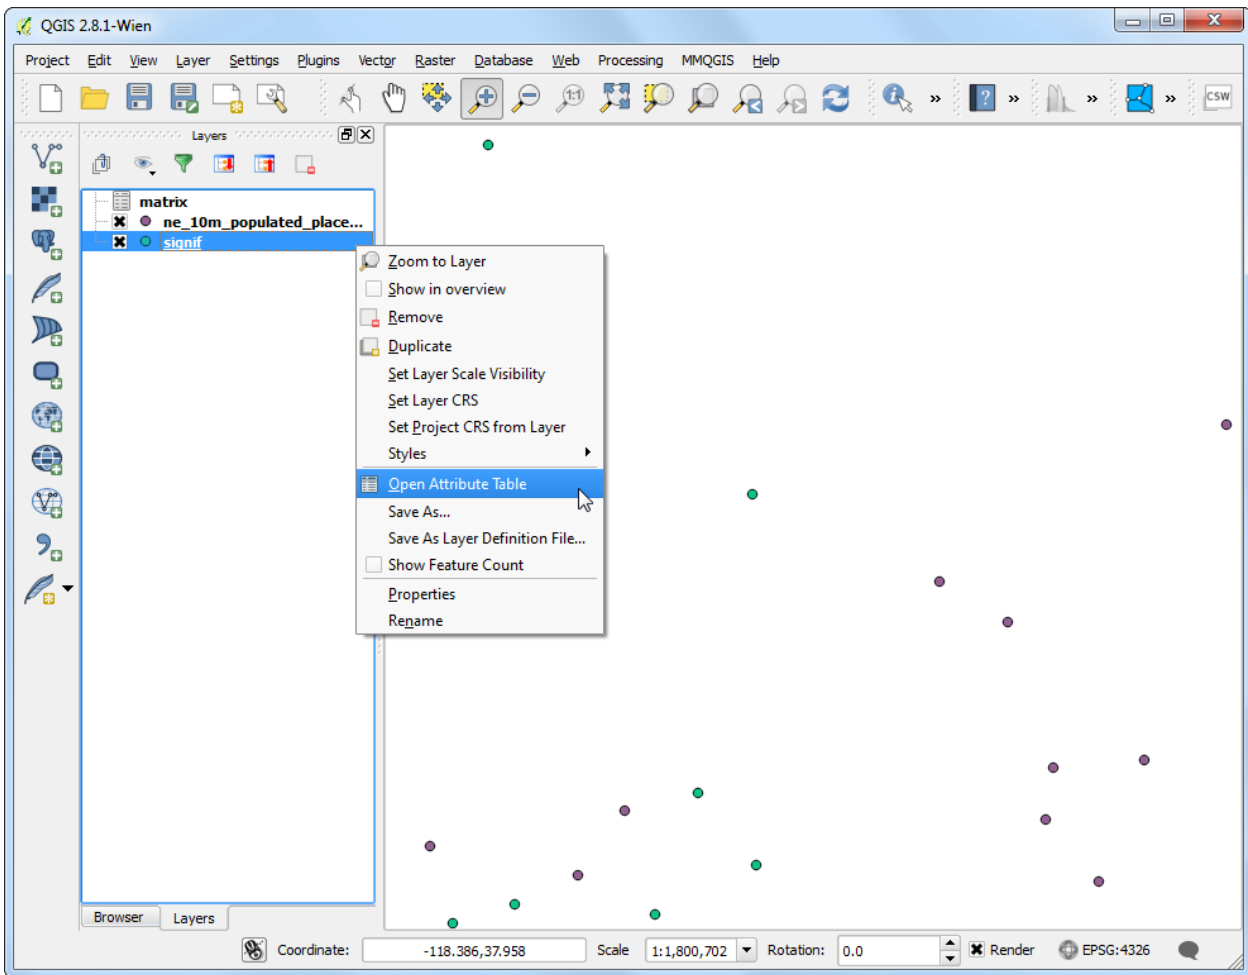 QGIS 2.8.1-Wien
Project Edit View Layer Settings Plugins Vector Raster Database Web Processing MMQGIS Help
1:1 » ? » » » CSW
Layers
matrix
ne_10m_populated_place...
signif
Zoom to Layer
Show in overview
Remove
Duplicate
Set Layer Scale Visibility
Set Layer CRS
Set Project CRS from Layer
Styles
Open Attribute Table
Save As...
Save As Layer Definition File...
Show Feature Count
Properties
Rename
Browser Layers
Coordinate: -118.386,37.958 Scale 1:1,800,702 Rotation: 0.0 Render EPSG:4326